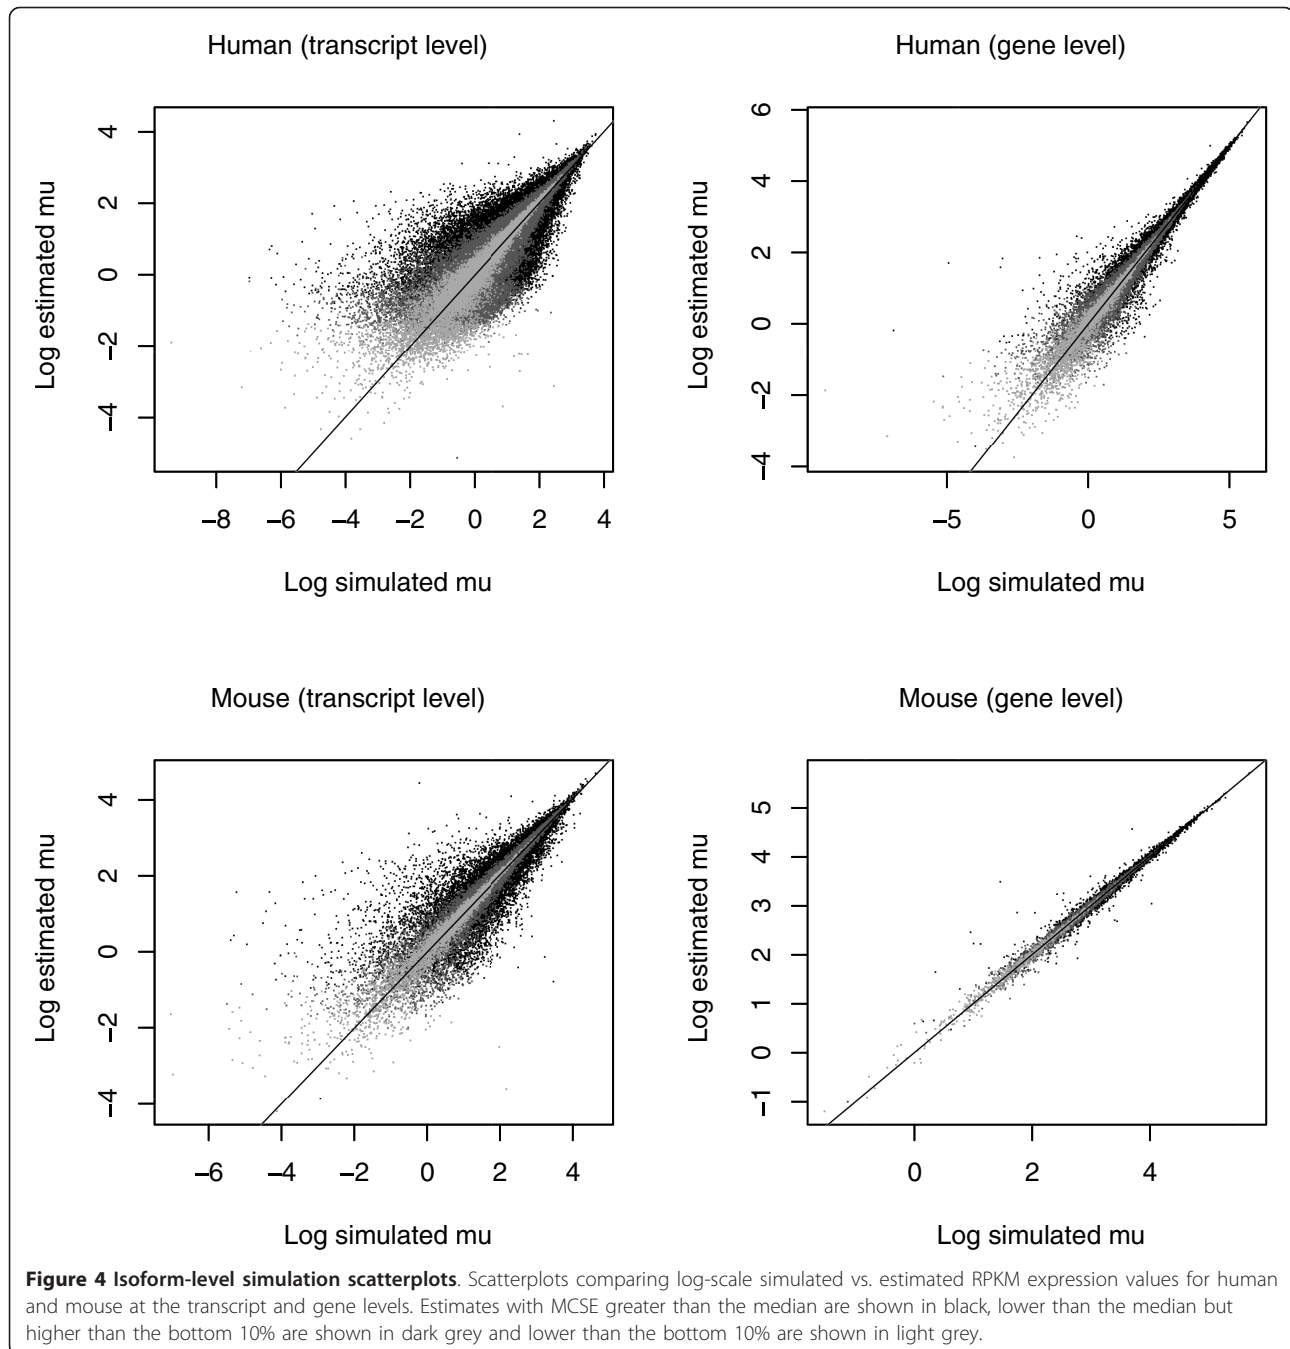 Human (transcript level)
Log estimated mu
4
2
0
−2
−4
−8
−6
−4
−2
0
2
4
Log simulated mu
Human (gene level)
Log estimated mu
6
4
2
0
−2
−4
−5
0
5
Log simulated mu
Mouse (transcript level)
Log estimated mu
4
2
0
−2
−4
−6
−4
−2
0
2
4
Log simulated mu
Mouse (gene level)
Log estimated mu
5
4
3
2
1
0
−1
0
2
4
Log simulated mu
Figure 4 Isoform-level simulation scatterplots. Scatterplots comparing log-scale simulated vs. estimated RPKM expression values for human
and mouse at the transcript and gene levels. Estimates with MCSE greater than the median are shown in black, lower than the median but
higher than the bottom 10% are shown in dark grey and lower than the bottom 10% are shown in light grey.